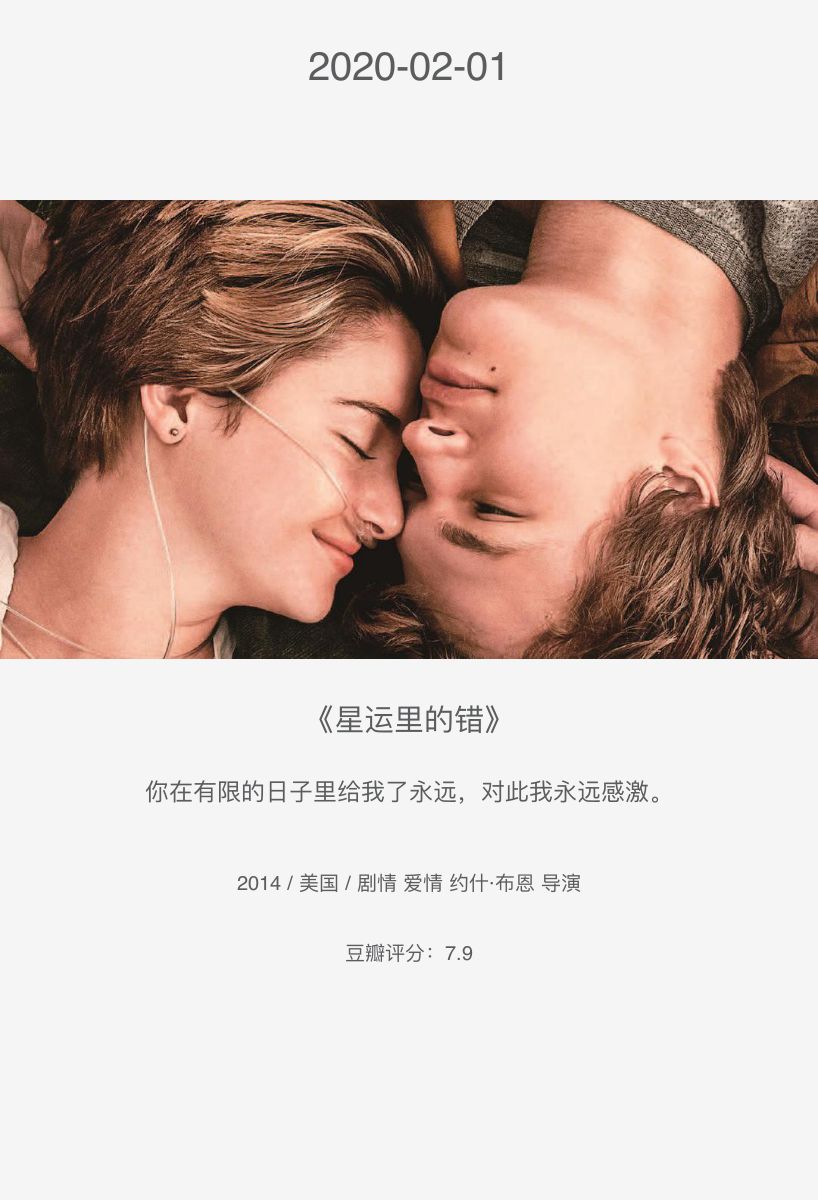 2020-02-01
《星运里的错》
你在有限的日子里给我了永远，对此我永远感激。
2014 / 美国 / 剧情 爱情 约什·布恩 导演
豆瓣评分：7.9